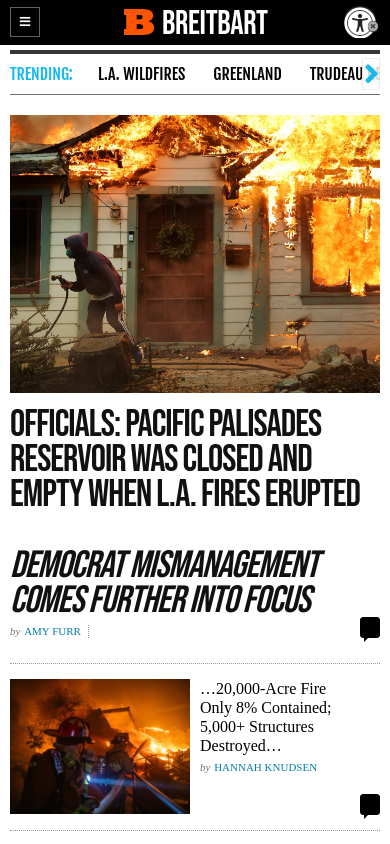 BREITBART
TRENDING:
L.A. WILDFIRES
GREENLAND
TRUDEAU
OFFICIALS: PACIFIC PALISADES
RESERVOIR WAS CLOSED AND
EMPTY WHEN L.A. FIRES ERUPTED
DEMOCRAT MISMANAGEMENT
COMES FURTHER INTO FOCUS
by AMY FURR
…20,000-Acre Fire
Only 8% Contained;
5,000+ Structures
Destroyed…
by HANNAH KNUDSEN